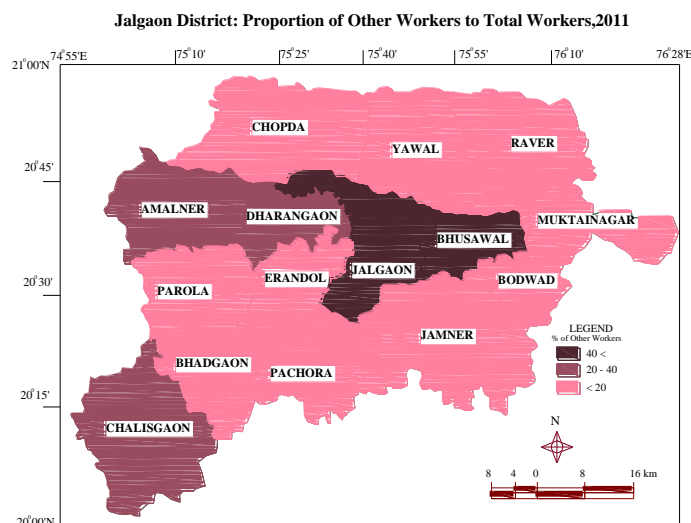 Jalgaon District: Proportion of Other Workers to Total Workers,2011
74°55'E 75°10' 75°25' 75°40' 75°55' 76°10' 76°28'E
21°00'N
CHOPDA
YAWAL
RAVER
20°45'
AMALNER
DHARANGAON
MUKTAINAGAR
BHUSAWAL
JALGAON
ERANDOL
BODWAD
PAROLA
20°30'
JAMNER
LEGEND
% of Other Workers
40 <
20 - 40
< 20
BHADGAON
PACHORA
20°15'
CHALISGAON
N
8 4 0 8 16 km
20°00'N